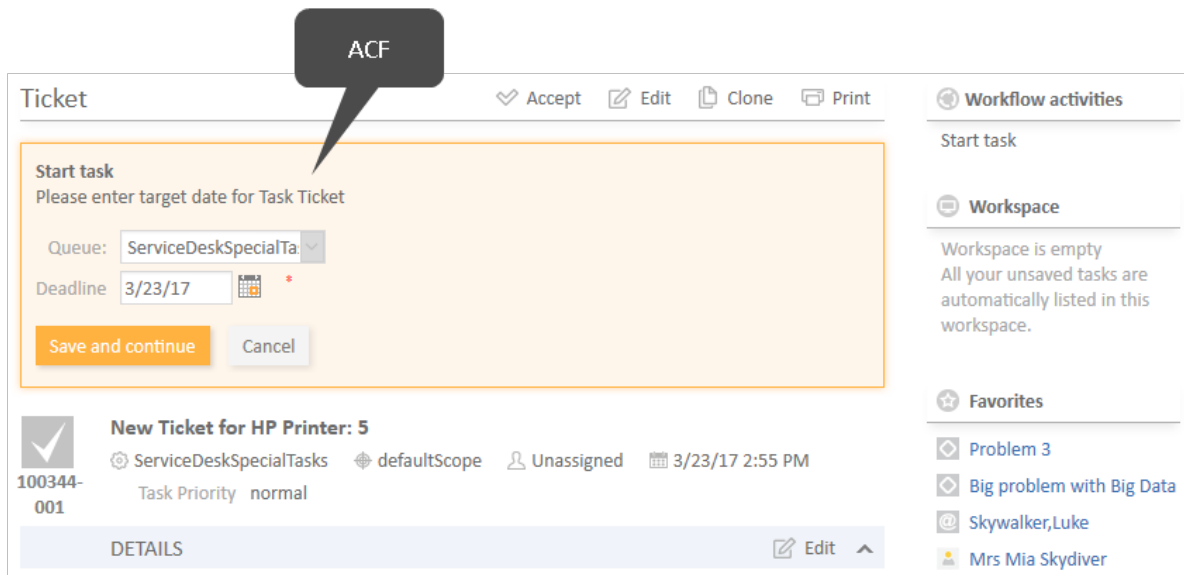 ACF
Ticket
Accept Edit Clone Print
Start task
Please enter target date for Task Ticket
Queue: ServiceDeskSpecialTa
Deadline 3/23/17 *
Save and continue Cancel
100344-
001
New Ticket for HP Printer: 5
ServiceDeskSpecialTasks defaultScope Unassigned 3/23/17 2:55 PM
Task Priority normal
DETAILS Edit
Workflow activities
Start task
Workspace
Workspace is empty
All your unsaved tasks are
automatically listed in this
workspace.
Favorites
Problem 3
Big problem with Big Data
Skywalker,Luke
Mrs Mia Skydiver